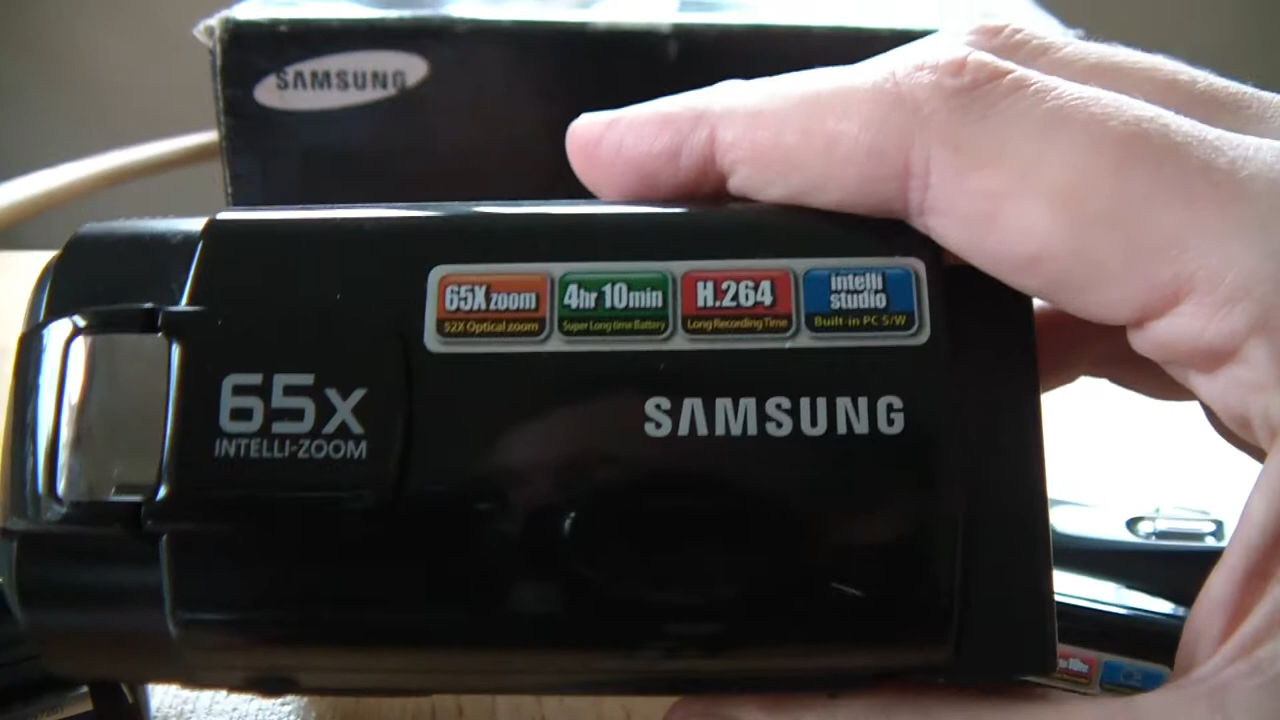 SAMSUNG
65X zoom
52X Optical zoom
4hr 10min
Super Long time Battery
H.264
Long Recording Time
intelli
studio
Built-in PC S/W
65x
INTELLI-ZOOM
SAMSUNG